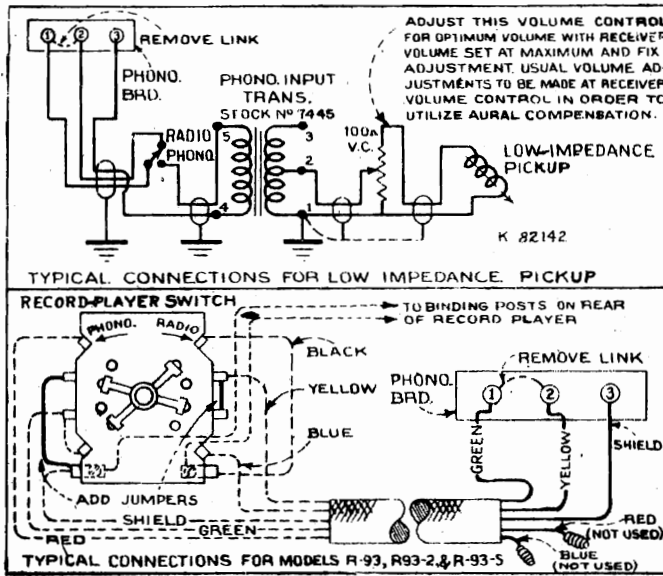 1 2 3
REMOVE LINK
PHONO.
BRD.
RADIO
PHONO.
PHONO. INPUT
TRANS.
STOCK Nº 7445
5
4
3
2
1
100Ω
V.C.
ADJUST THIS VOLUME CONTROL
FOR OPTIMUM VOLUME WITH RECEIVER
VOLUME SET AT MAXIMUM AND FIX
ADJUSTMENT. USUAL VOLUME AD-
JUSTMENTS TO BE MADE AT RECEIVER
VOLUME CONTROL IN ORDER TO
UTILIZE AURAL COMPENSATION.
LOW-IMPEDANCE
PICKUP
K 82142
TYPICAL CONNECTIONS FOR LOW IMPEDANCE PICKUP
RECORD-PLAYER SWITCH
PHONO. RADIO
TO BINDING POSTS ON REAR
OF RECORD PLAYER
BLACK
YELLOW
BLUE
ADD JUMPERS
SHIELD
GREEN
RED
PHONO.
BRD.
REMOVE LINK
1 2 3
GREEN
YELLOW
SHIELD
RED
(NOT USED)
BLUE
(NOT USED)
TYPICAL CONNECTIONS FOR MODELS R-93, R93-2, & R-93-S